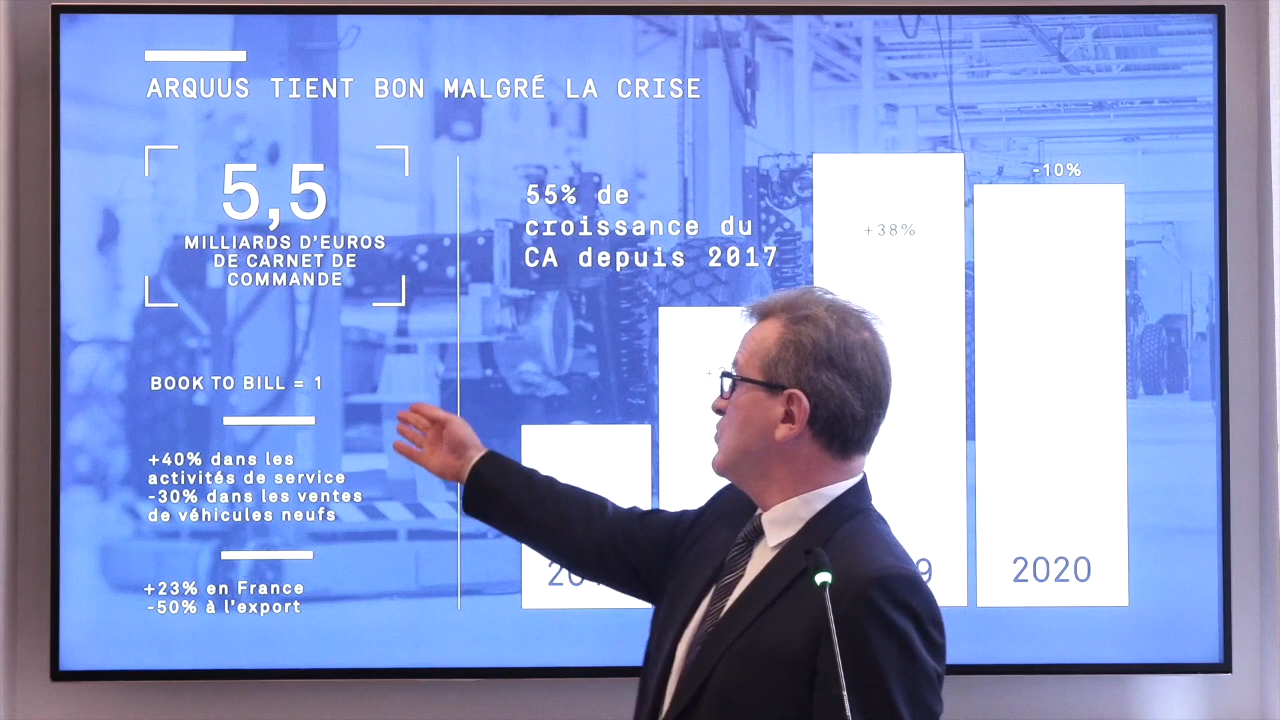 ARQUUS TIENT BON MALGRÉ LA CRISE
5,5
MILLIARDS D'EUROS
DE CARNET DE
COMMANDE
BOOK TO BILL = 1
+40% dans les
activités de service
-30% dans les ventes
de véhicules neufs
+23% en France
-50% à l'export
55% de
croissance du
CA depuis 2017
+38%
-10%
2020